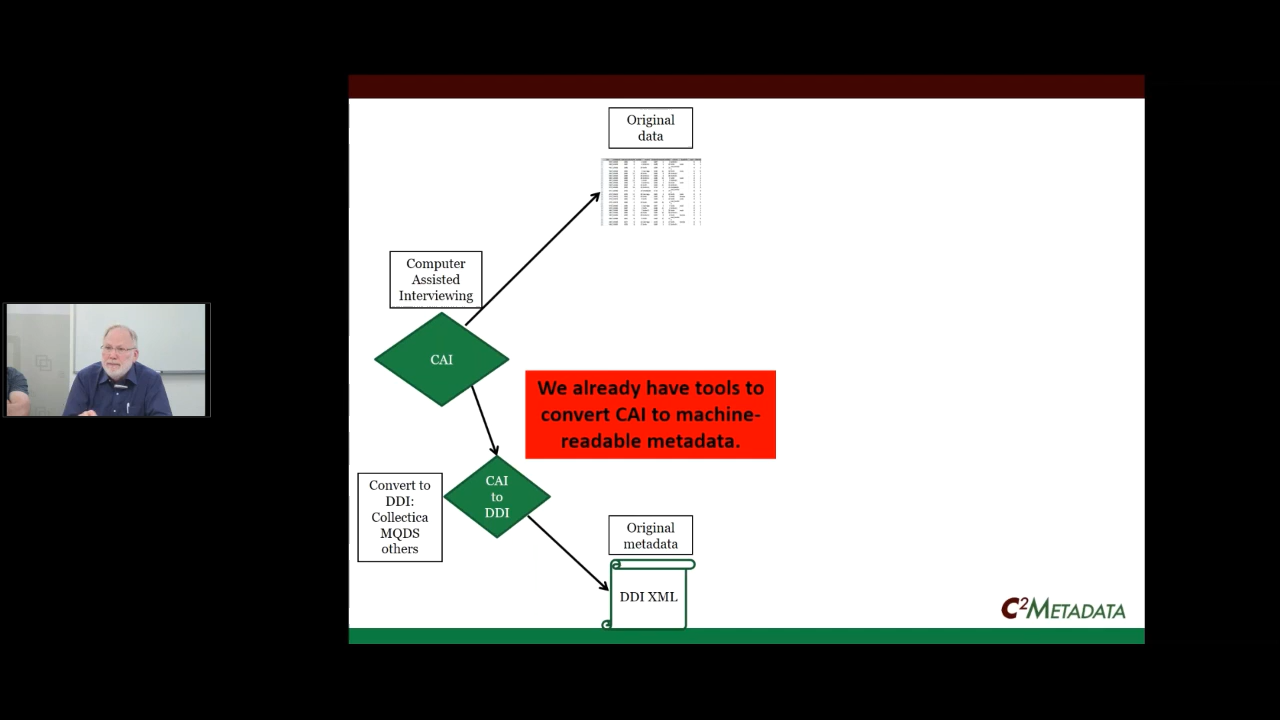 Original
data
Computer
Assisted
Interviewing
CAI
We already have tools to
convert CAI to machine-
readable metadata.
CAI
to
DDI
Convert to
DDI:
Collectica
MQDS
others
Original
metadata
DDI XML
C²METADATA